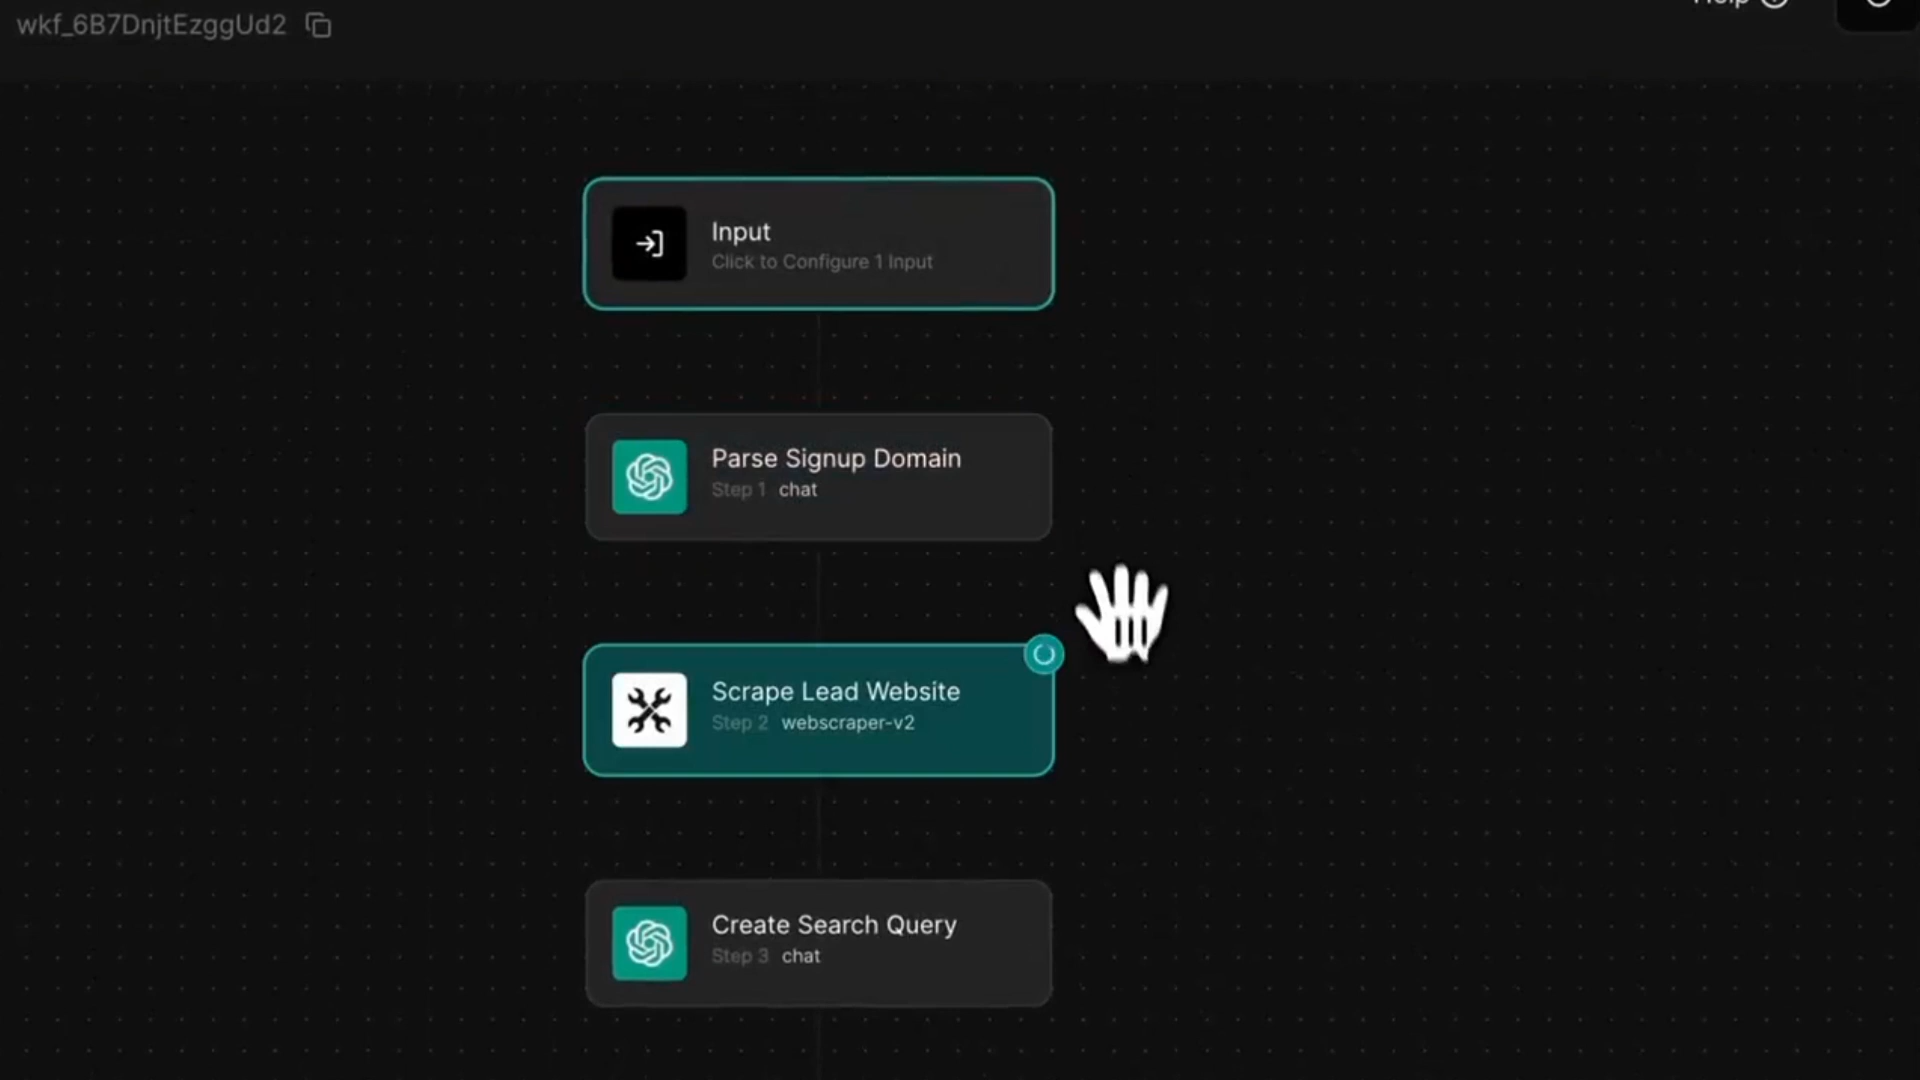 wkf_6B7DnjtEzggUd2
Help
Input
Click to Configure 1 Input
Parse Signup Domain
Step 1 chat
Scrape Lead Website
Step 2 webscraper-v2
Create Search Query
Step 3 chat